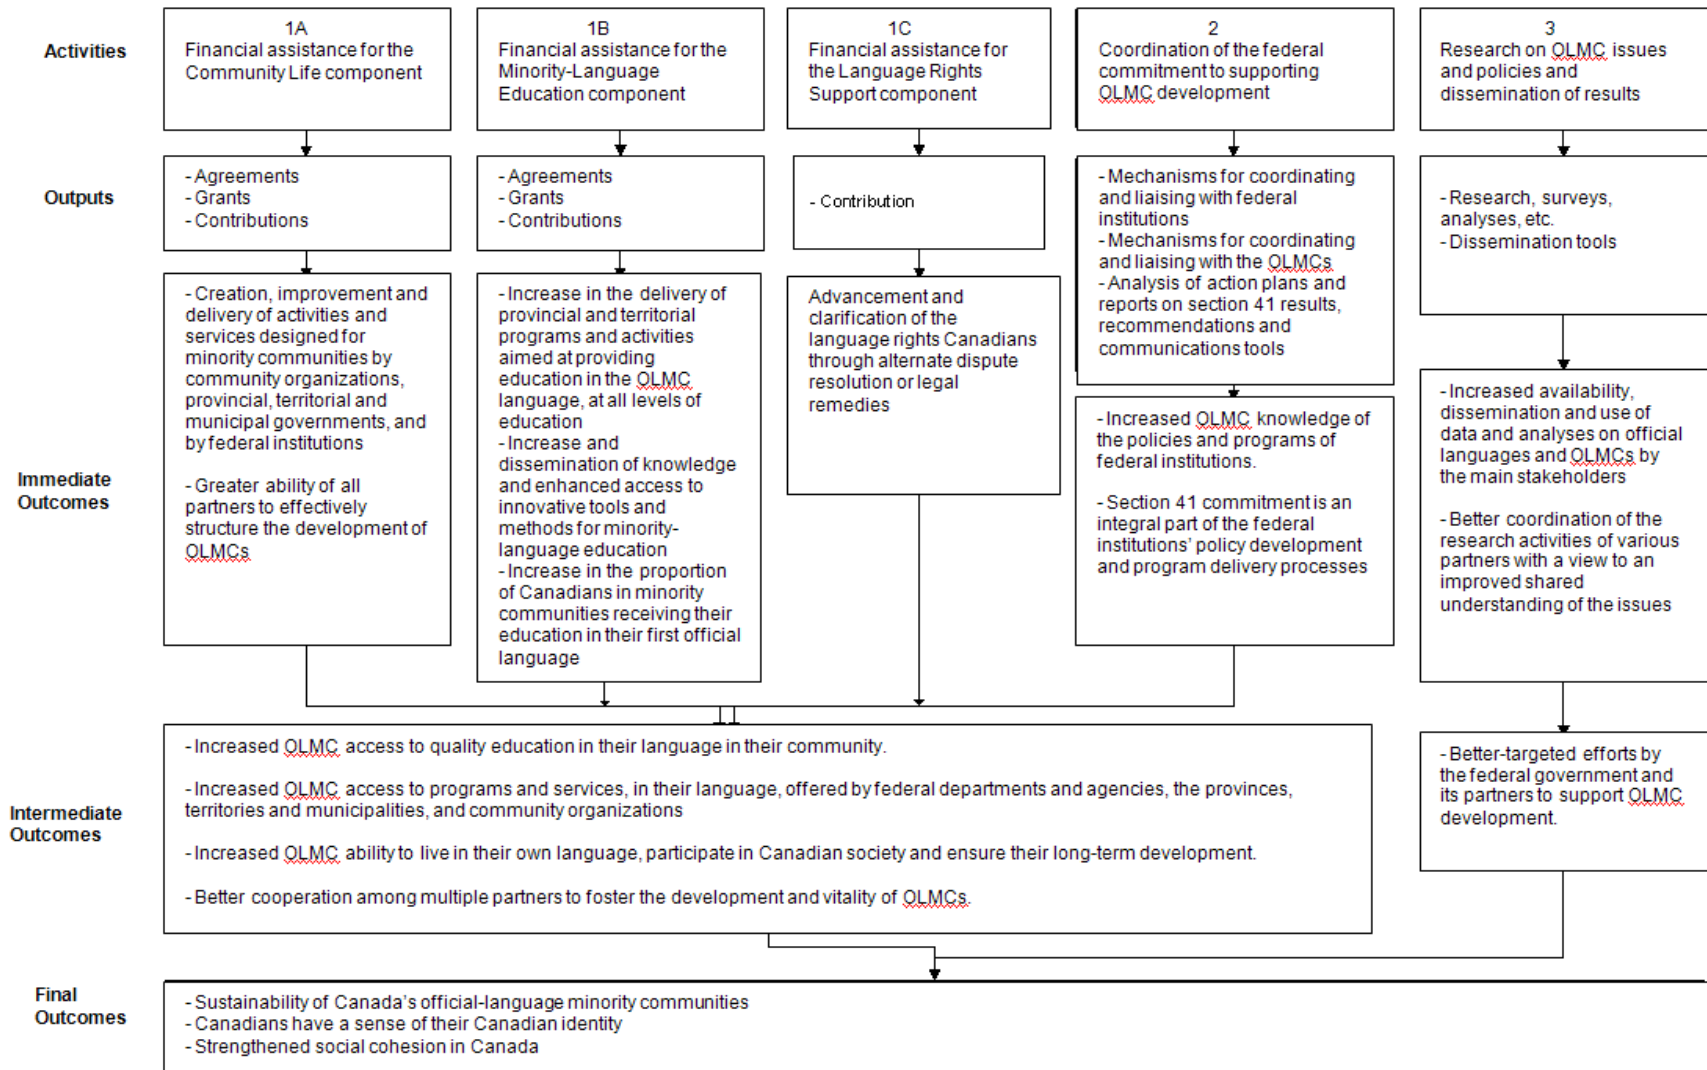 Activities
1A
Financial assistance for the
Community Life component
1B
Financial assistance for the
Minority-Language
Education component
1C
Financial assistance for
the Language Rights
Support component
2
Coordination of the federal
commitment to supporting
OLMC development
3
Research on OLMC issues
and policies and
dissemination of results
Outputs
- Agreements
- Grants
- Contributions
- Agreements
- Grants
- Contributions
- Contribution
- Mechanisms for coordinating
and liaising with federal
institutions
- Mechanisms for coordinating
and liaising with the OLMCs
- Analysis of action plans and
reports on section 41 results,
recommendations and
communications tools
- Research, surveys,
analyses, etc.
- Dissemination tools
Immediate
Outcomes
- Creation, improvement and
delivery of activities and
services designed for
minority communities by
community organizations,
provincial, territorial and
municipal governments, and
by federal institutions
- Greater ability of all
partners to effectively
structure the development of
OLMCs
- Increase in the delivery of
provincial and territorial
programs and activities
aimed at providing
education in the OLMC
language, at all levels of
education
- Increase and
dissemination of knowledge
and enhanced access to
innovative tools and
methods for minority-
language education
- Increase in the proportion
of Canadians in minority
communities receiving their
education in their first official
language
Advancement and
clarification of the
language rights Canadians
through alternate dispute
resolution or legal
remedies
- Increased OLMC knowledge of
the policies and programs of
federal institutions.
- Section 41 commitment is an
integral part of the federal
institutions' policy development
and program delivery processes
- Increased availability,
dissemination and use of
data and analyses on official
languages and OLMCs by
the main stakeholders
- Better coordination of the
research activities of various
partners with a view to an
improved shared
understanding of the issues
Intermediate
Outcomes
- Increased OLMC access to quality education in their language in their community.
- Increased OLMC access to programs and services, in their language, offered by federal departments and agencies, the provinces,
territories and municipalities, and community organizations
- Increased OLMC ability to live in their own language, participate in Canadian society and ensure their long-term development.
- Better cooperation among multiple partners to foster the development and vitality of OLMCs.
- Better-targeted efforts by
the federal government and
its partners to support OLMC
development.
Final
Outcomes
- Sustainability of Canada's official-language minority communities
- Canadians have a sense of their Canadian identity
- Strengthened social cohesion in Canada